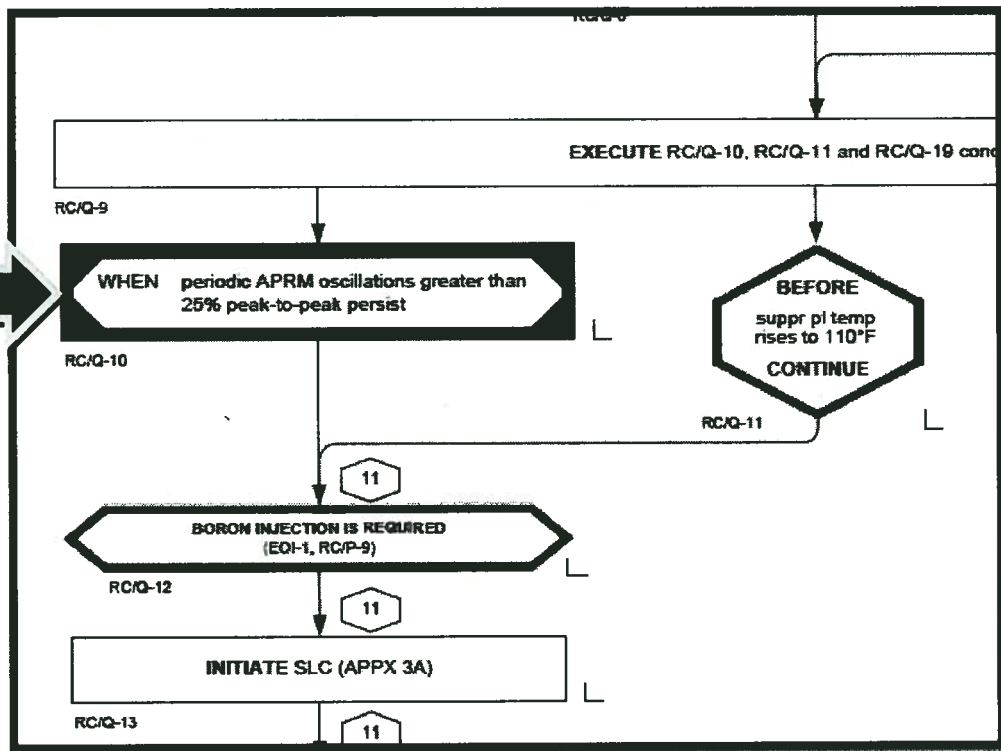 EXECUTE RC/Q-10, RC/Q-11 and RC/Q-19
RC/Q-9
WHEN periodic APRM oscillations greater than
25% peak-to-peak persist
RC/Q-10
BEFORE
suppr pl temp
rises to 110°F
CONTINUE
RC/Q-11
11
BORON INJECTION IS REQUIRED
(EOI-1, RC/P-9)
RC/Q-12
11
INITIATE SLC (APPX 3A)
RC/Q-13
11